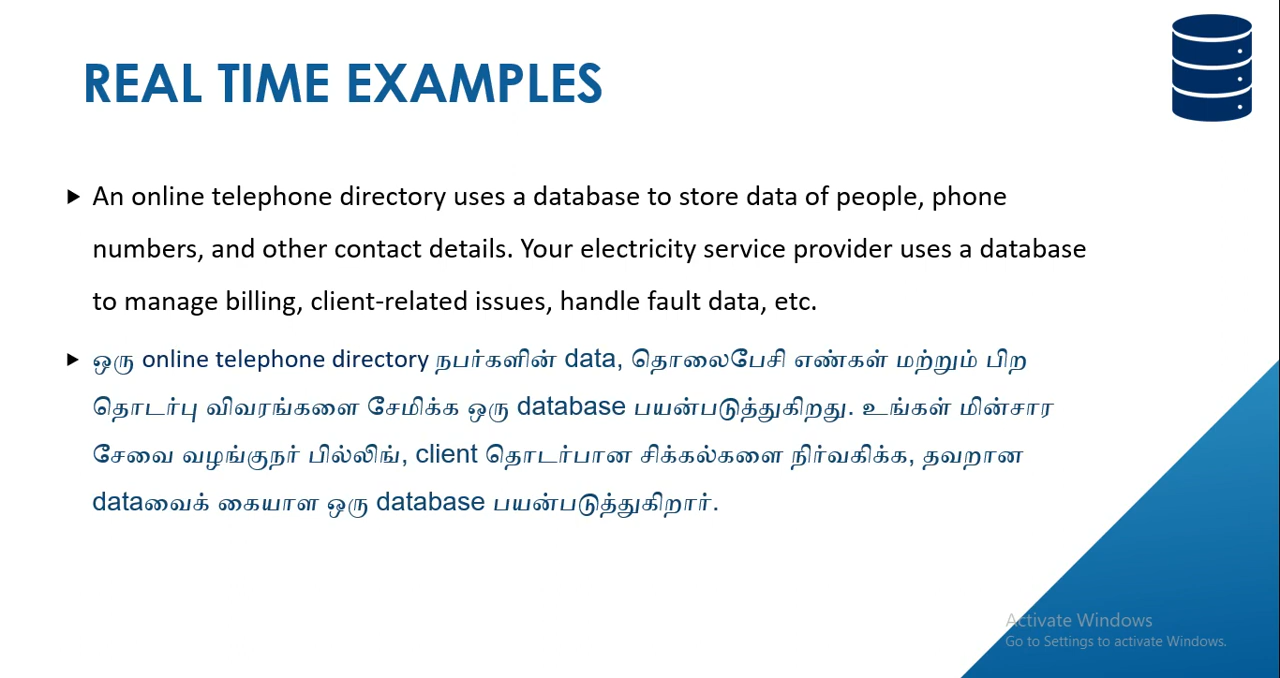 REAL TIME EXAMPLES
An online telephone directory uses a database to store data of people, phone
numbers, and other contact details. Your electricity service provider uses a database
to manage billing, client-related issues, handle fault data, etc.
ஒரு online telephone directory நபர்களின் data, தொலைபேசி எண்கள் மற்றும் பிற
தொடர்பு விவரங்களை சேமிக்க ஒரு database பயன்படுத்துகிறது. உங்கள் மின்சார
சேவை வழங்குநர் பில்லிங், client தொடர்பான சிக்கல்களை நிர்வகிக்க, தவறான
dataவைக் கையாள ஒரு database பயன்படுத்துகிறார்.
Activate Windows
Go to Settings to activate Windows.